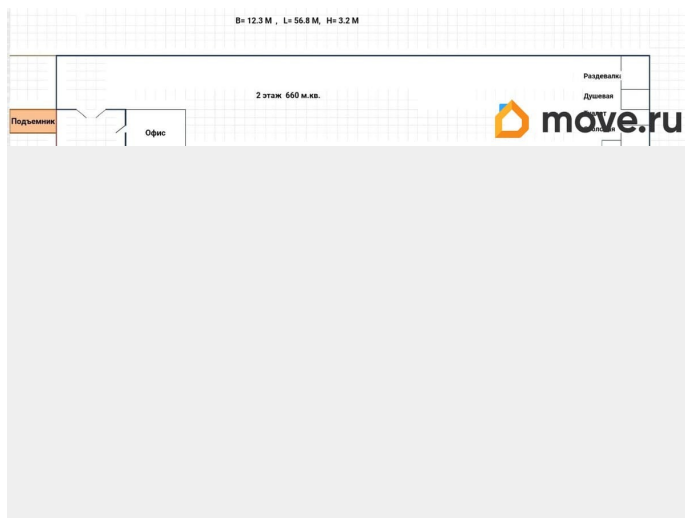 B= 12.3 М , L= 56.8 М, H= 3.2 М
Раздевалка
2 этаж 660 м.кв.
Душевая
Подъемник
Офис
move.ru